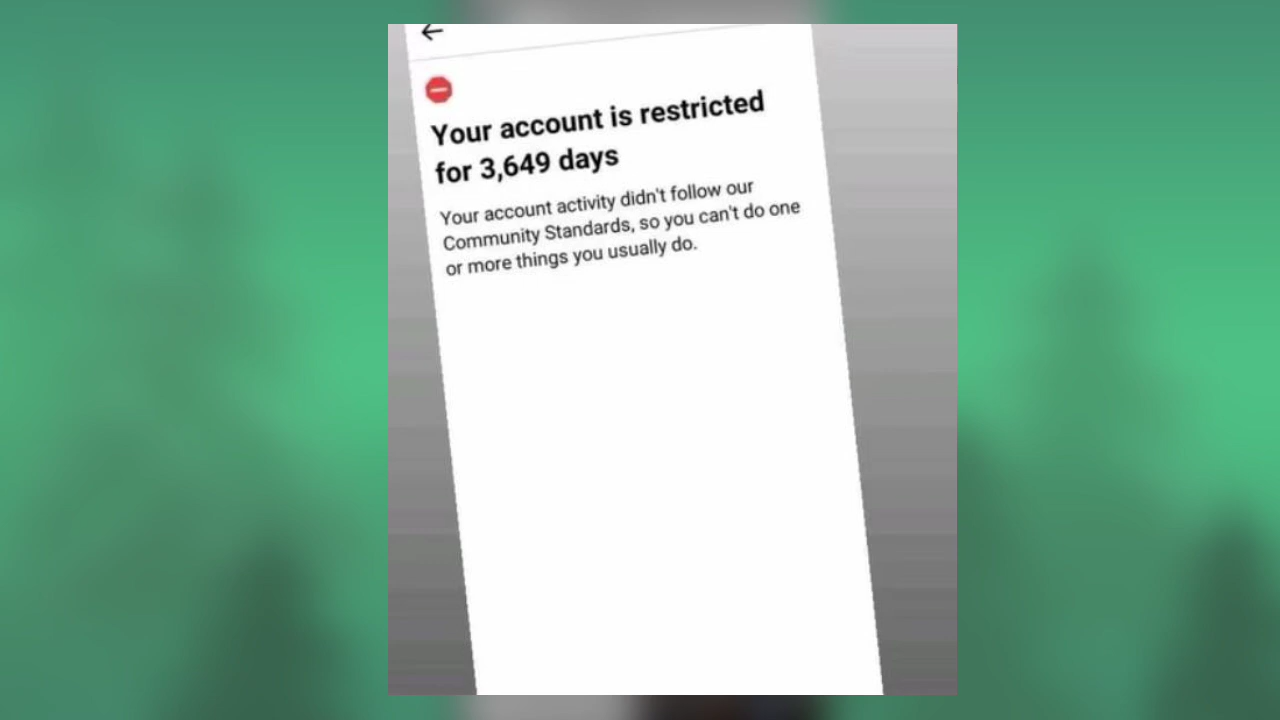 Your account is restricted
for 3,649 days
Your account activity didn't follow our
Community Standards, so you can't do one
or more things you usually do.